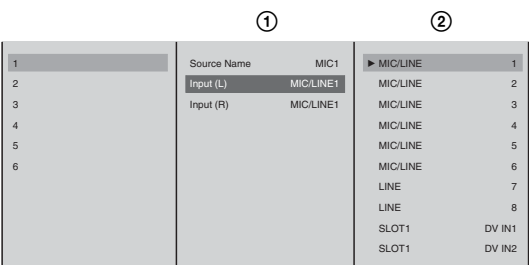 ① ②
1
2
3
4
5
6
Source Name MIC1
Input (L) MIC/LINE1
Input (R) MIC/LINE1
▶ MIC/LINE 1
MIC/LINE 2
MIC/LINE 3
MIC/LINE 4
MIC/LINE 5
MIC/LINE 6
LINE 7
LINE 8
SLOT1 DV IN1
SLOT1 DV IN2